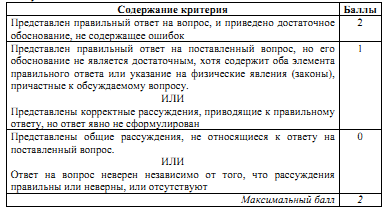 Содержание критерия Баллы
Представлен правильный ответ на вопрос, и приведено достаточное 2
обоснование, не содержащее ошибок
Представлен правильный ответ на поставленный вопрос, но его 1
обоснование не является достаточным, хотя содержит оба элемента
правильного ответа или указание на физические явления (законы),
причастные к обсуждаемому вопросу.
ИЛИ
Представлены корректные рассуждения, приводящие к правильному
ответу, но ответ явно не сформулирован
Представлены общие рассуждения, не относящиеся к ответу на 0
поставленный вопрос.
ИЛИ
Ответ на вопрос неверен независимо от того, что рассуждения
правильны или неверны, или отсутствуют
Максимальный балл 2